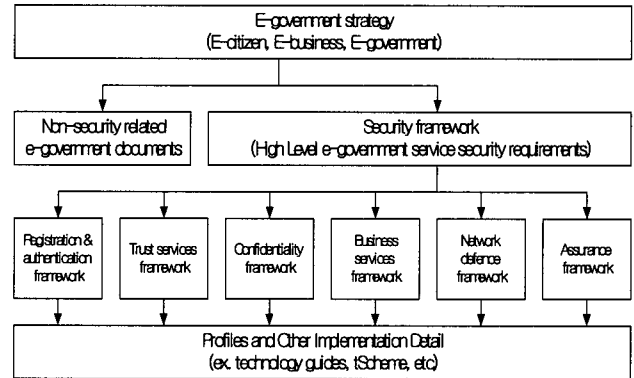 E-government strategy
(E-citizen, E-business, E-government)
Non-security related
e-government documents
Security framework
(High Level e-government service security requirements)
Registration &
authentication
framework
Trust services
framework
Confidentiality
framework
Business
services
framework
Network
defence framework
Assurance
framework
Profiles and Other Implementation Detail
(ex. technology guides, tScheme, etc)